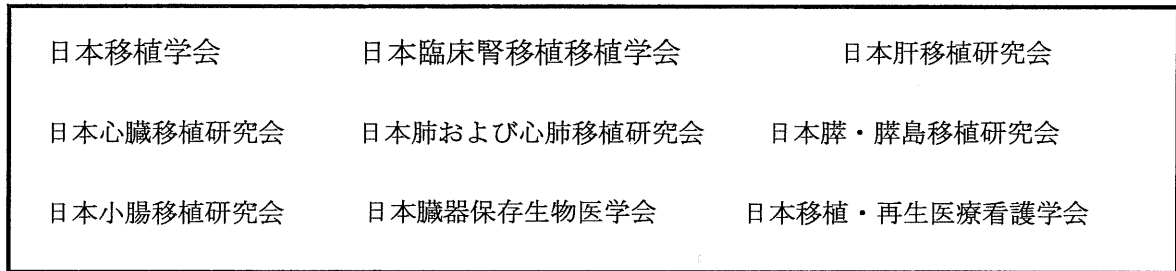 日本移植学会 日本臨床腎移植移植学会 日本肝移植研究会
日本心臓移植研究会 日本肺および心肺移植研究会 日本膵・膵島移植研究会
日本小腸移植研究会 日本臓器保存生物医学会 日本移植・再生医療看護学会